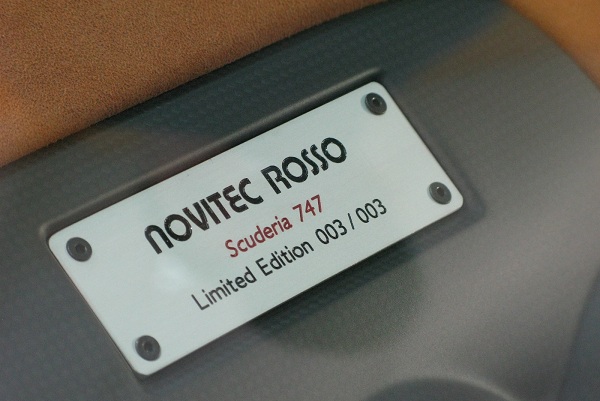 NOVITEC ROSSO
Scuderia 747
Limited Edition 003/003